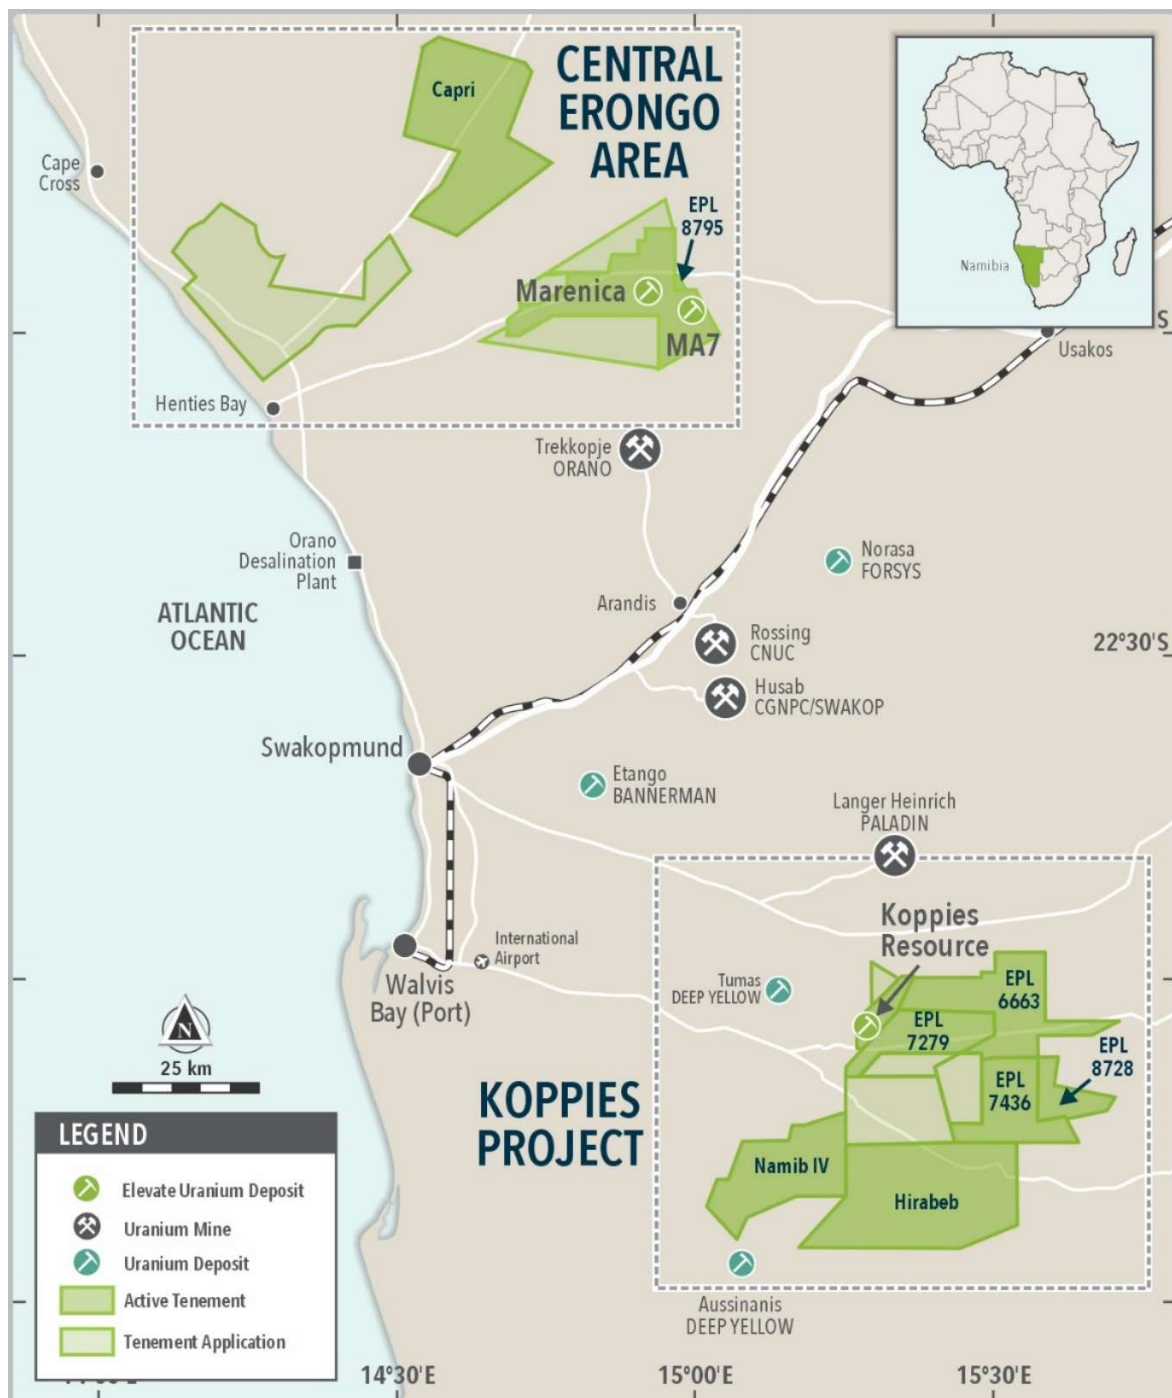 CENTRAL
ERONGO
AREA
Capri
Cape
Cross
EPL
8795
Marenica
MA7
Henties Bay
Namibia
Usakos
Trekkopje
ORANO
Orano
Desalination
Plant
Norasa
FORSYS
ATLANTIC
OCEAN
Arandis
Rossing
CNUC
22°30'S
Husab
CGNPC/SWAKOP
Swakopmund
Etango
BANNERMAN
Langer Heinrich
PALADIN
Koppies
Resource
International
Airport
Walvis
Bay (Port)
Tumas
DEEP YELLOW
EPL
6663
EPL
7279
EPL
8728
EPL
7436
N
25 km
KOPPIES
PROJECT
Namib IV
Hirabeb
Aussinanis
DEEP YELLOW
LEGEND
Elevate Uranium Deposit
Uranium Mine
Uranium Deposit
Active Tenement
Tenement Application
14°30'E
15°00'E
15°30'E